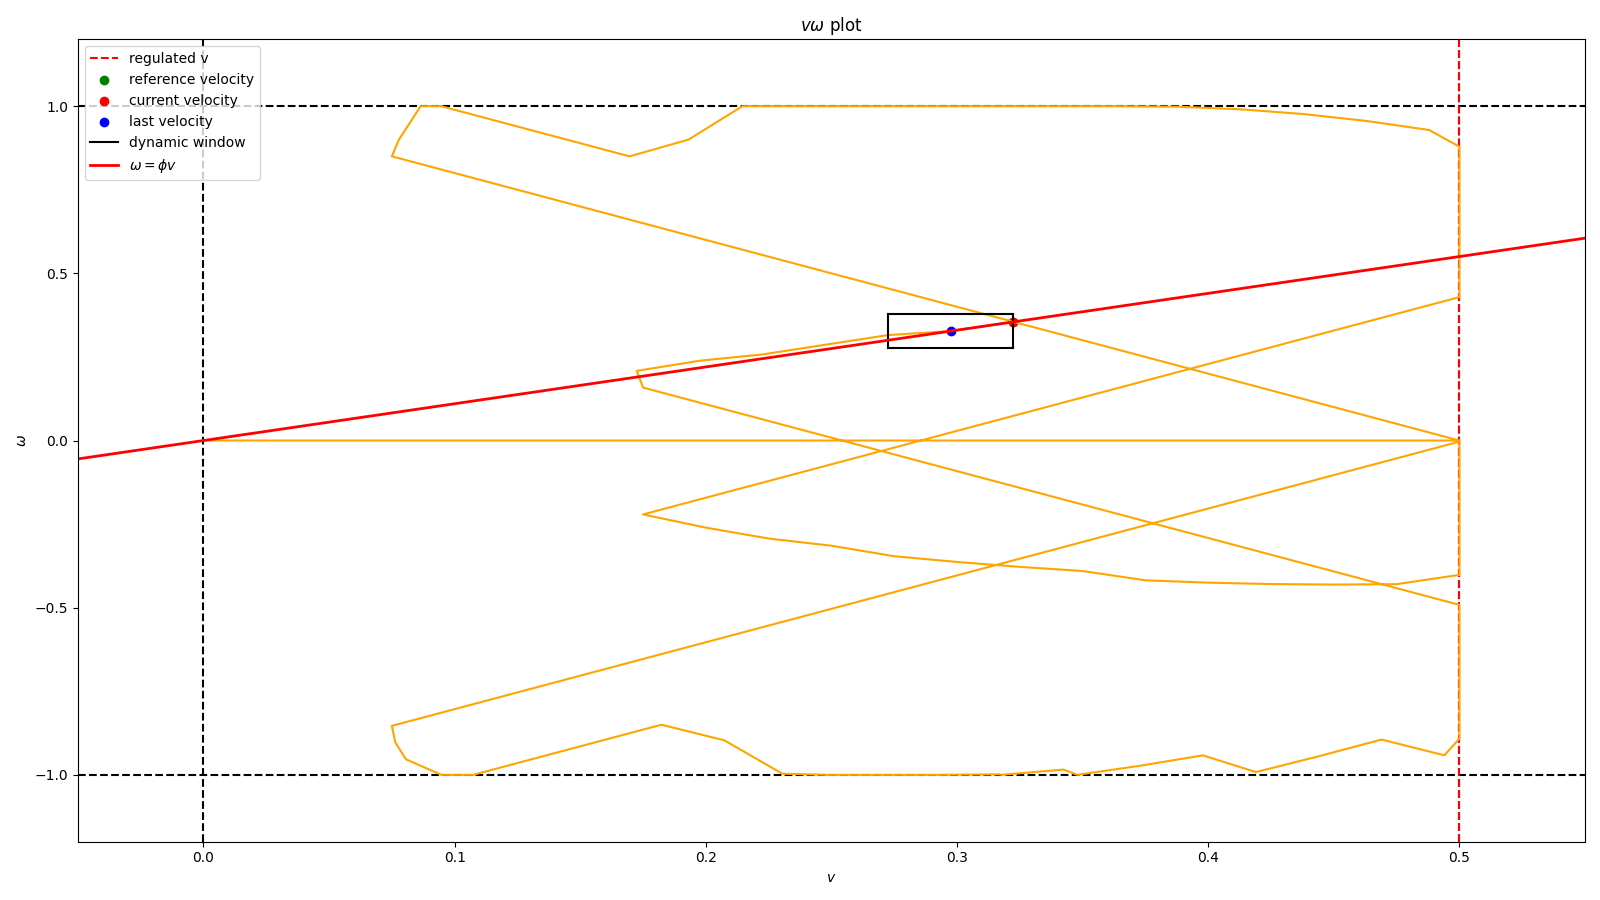 vω plot
regulated v
reference velocity
current velocity
last velocity
dynamic window
ω = ϕv
1.0
0.5
0.0
−0.5
−1.0
ω
0.0 0.1 0.2 0.3 0.4 0.5
v